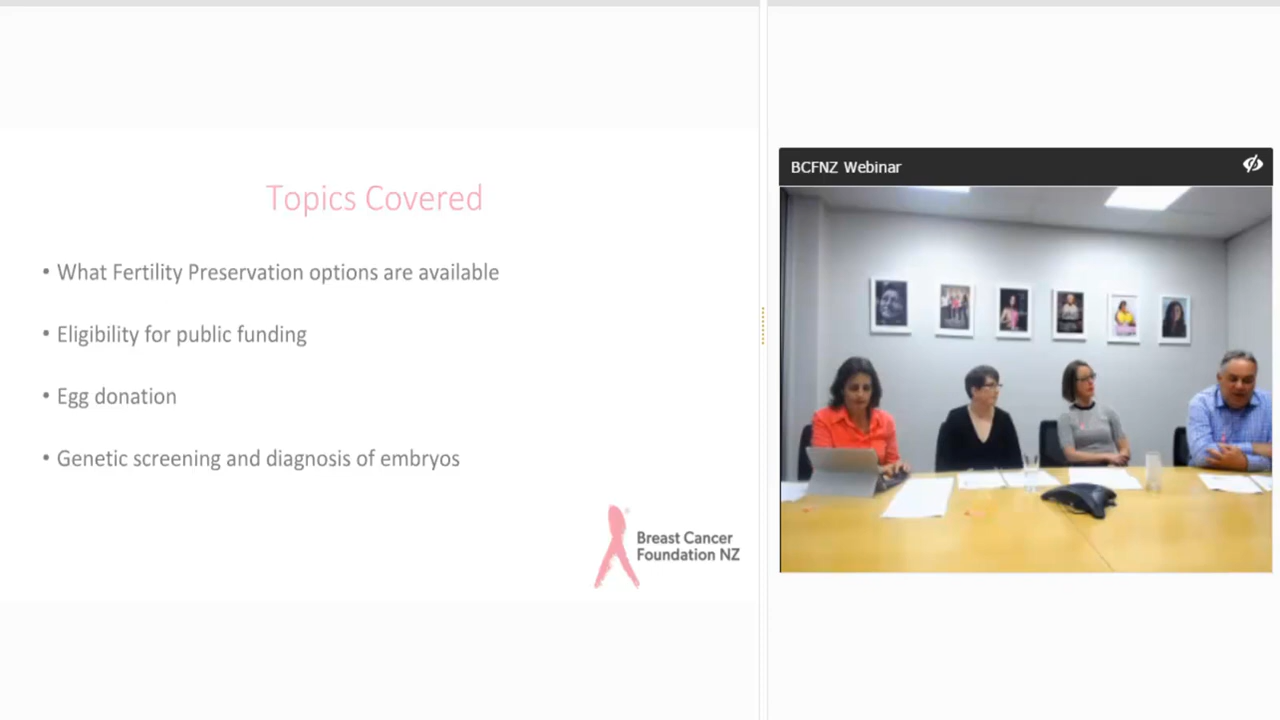 Topics Covered
• What Fertility Preservation options are available
• Eligibility for public funding
• Egg donation
• Genetic screening and diagnosis of embryos
Breast Cancer
Foundation NZ
BCFNZ Webinar